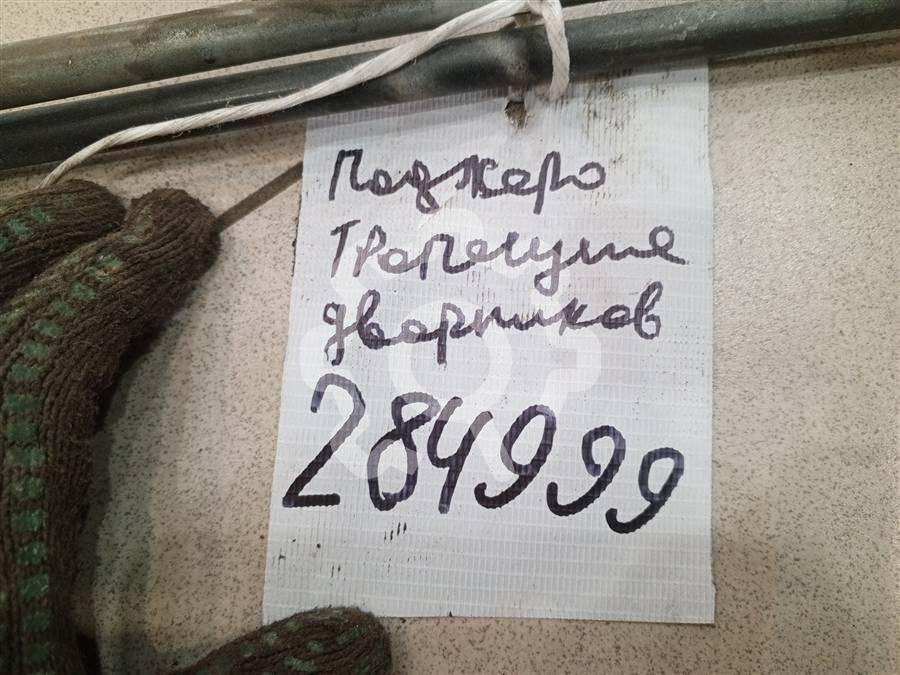 Паджеро
Трапеция
дворников
284999